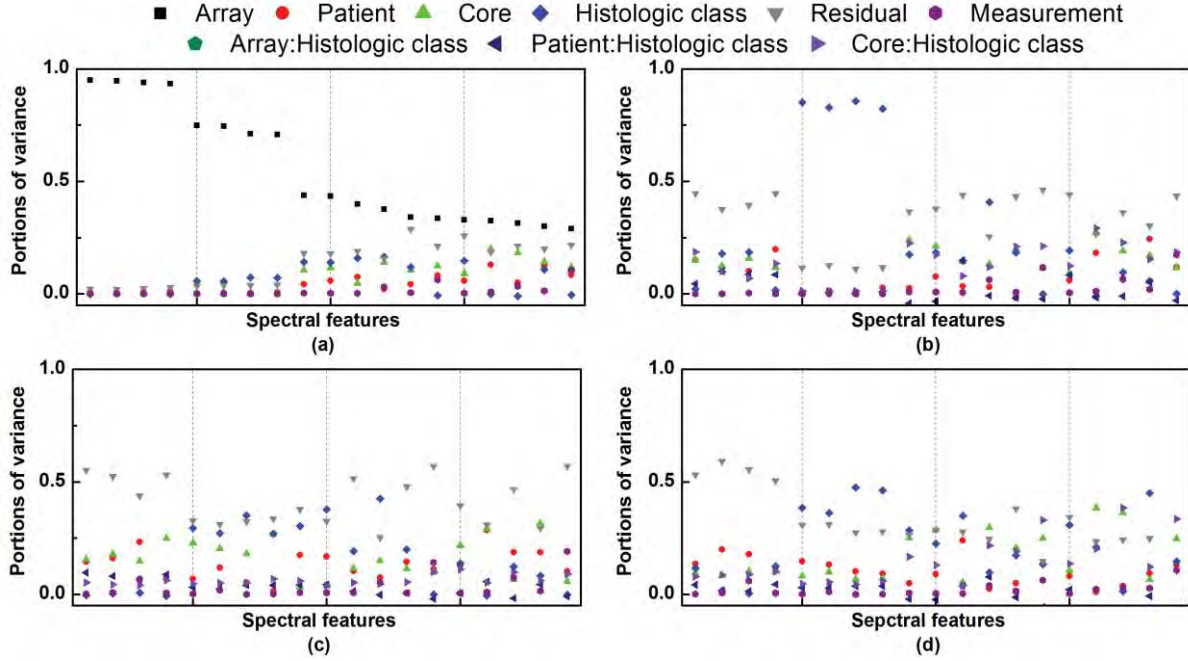 Array Patient Core Histologic class Residual Measurement
Array:Histologic class Patient:Histologic class Core:Histologic class
1.0
0.5
0.0
Portions of variance
Spectral features
(a)
1.0
0.5
0.0
Portions of variance
Spectral features
(b)
1.0
0.5
0.0
Portions of variance
Spectral features
(c)
1.0
0.5
0.0
Portions of variance
Sepctral features
(d)